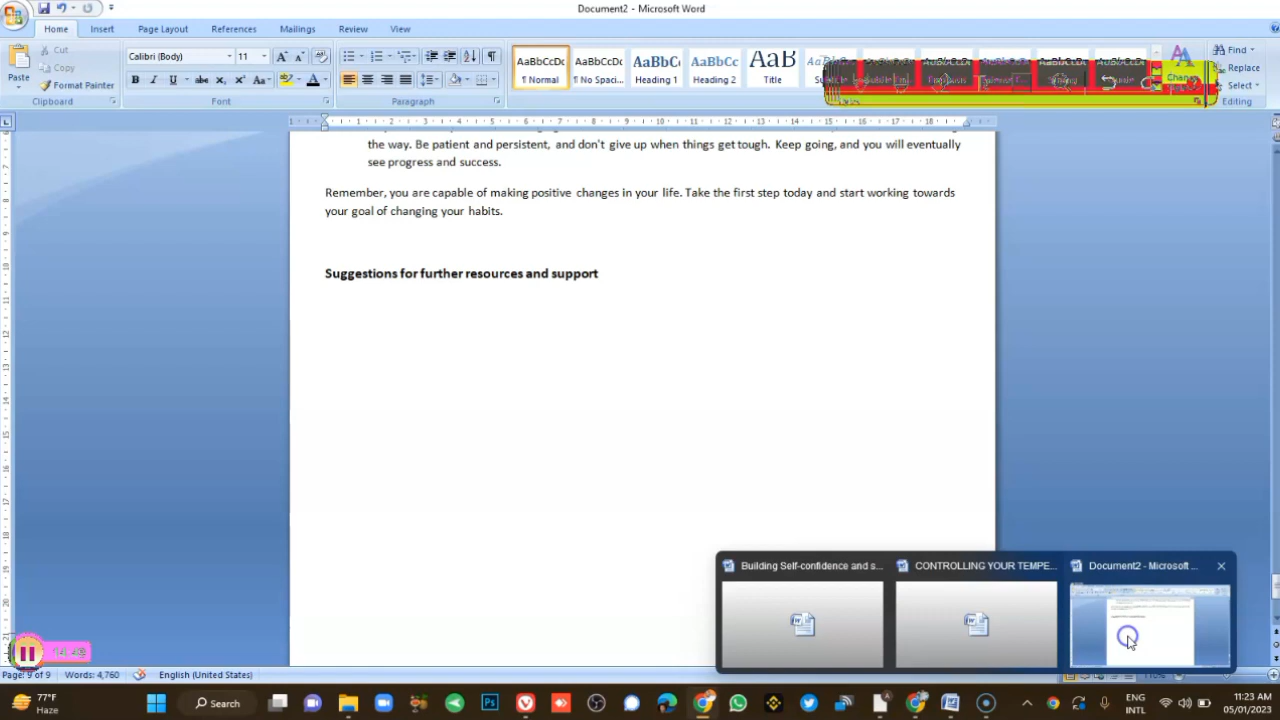 Document2 - Microsoft Word
Home Insert Page Layout References Mailings Review View
Paste
Cut
Copy
Format Painter
Clipboard
Calibri (Body) 11
Font
Paragraph
AaBbCcDc AaBbCcDc AaBbC AaBbCc AaB
¶ Normal ¶ No Spaci... Heading 1 Heading 2 Title
Change
Find
Replace
Select
Editing
the way. Be patient and persistent, and don't give up when things get tough. Keep going, and you will eventually
see progress and success.
Remember, you are capable of making positive changes in your life. Take the first step today and start working towards
your goal of changing your habits.
Suggestions for further resources and support
Building Self-confidence and s... CONTROLLING YOUR TEMPE... Document2 - Microsoft ...
Page: 9 of 9 Words: 4,760 English (United States)
77°F
Haze
Search
ENG
INTL
11:23 AM
05/01/2023